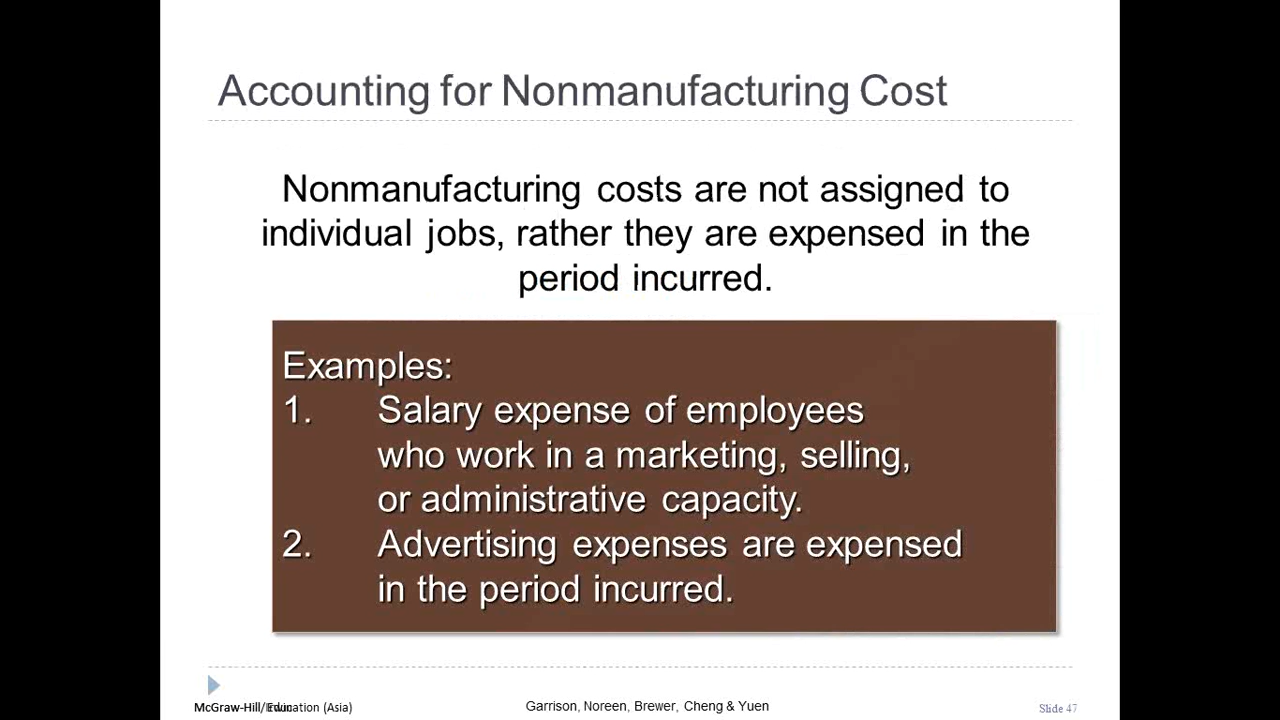 Accounting for Nonmanufacturing Cost
Nonmanufacturing costs are not assigned to
individual jobs, rather they are expensed in the
period incurred.
Examples:
1. Salary expense of employees
who work in a marketing, selling,
or administrative capacity.
2. Advertising expenses are expensed
in the period incurred.
McGraw-Hill/Education (Asia)
Garrison, Noreen, Brewer, Cheng & Yuen
Slide 47